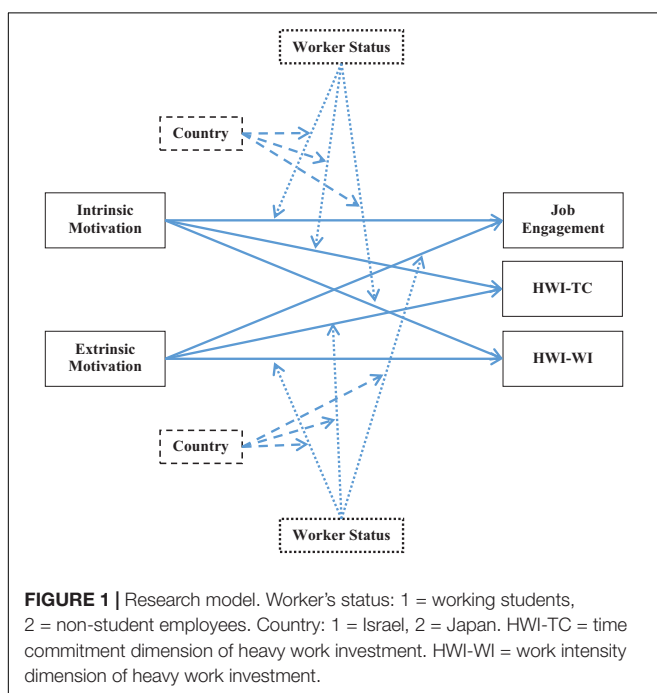 Worker Status
Country
Intrinsic
Motivation
Job
Engagement
HWI-TC
Extrinsic
Motivation
HWI-WI
Country
Worker Status
FIGURE 1 | Research model. Worker's status: 1 = working students,
2 = non-student employees. Country: 1 = Israel, 2 = Japan. HWI-TC = time
commitment dimension of heavy work investment. HWI-WI = work intensity
dimension of heavy work investment.